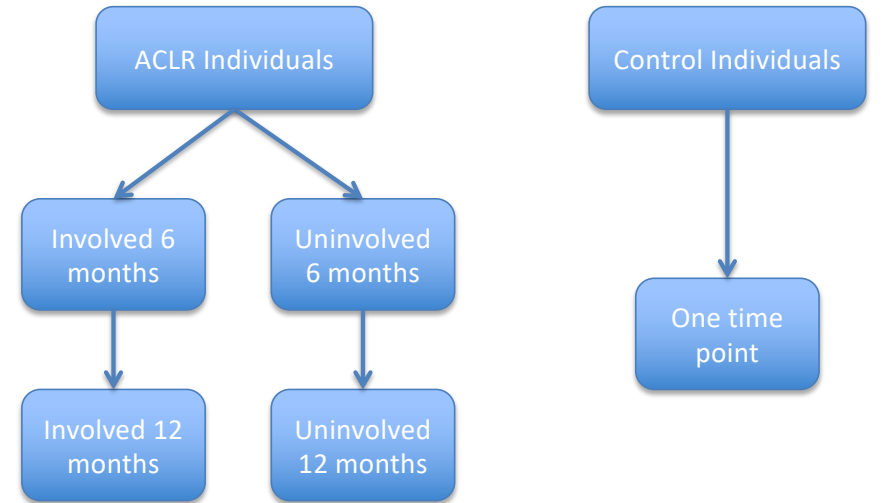 ACLR Individuals
Control Individuals
Involved 6
months
Uninvolved
6 months
One time
point
Involved 12
months
Uninvolved
12 months